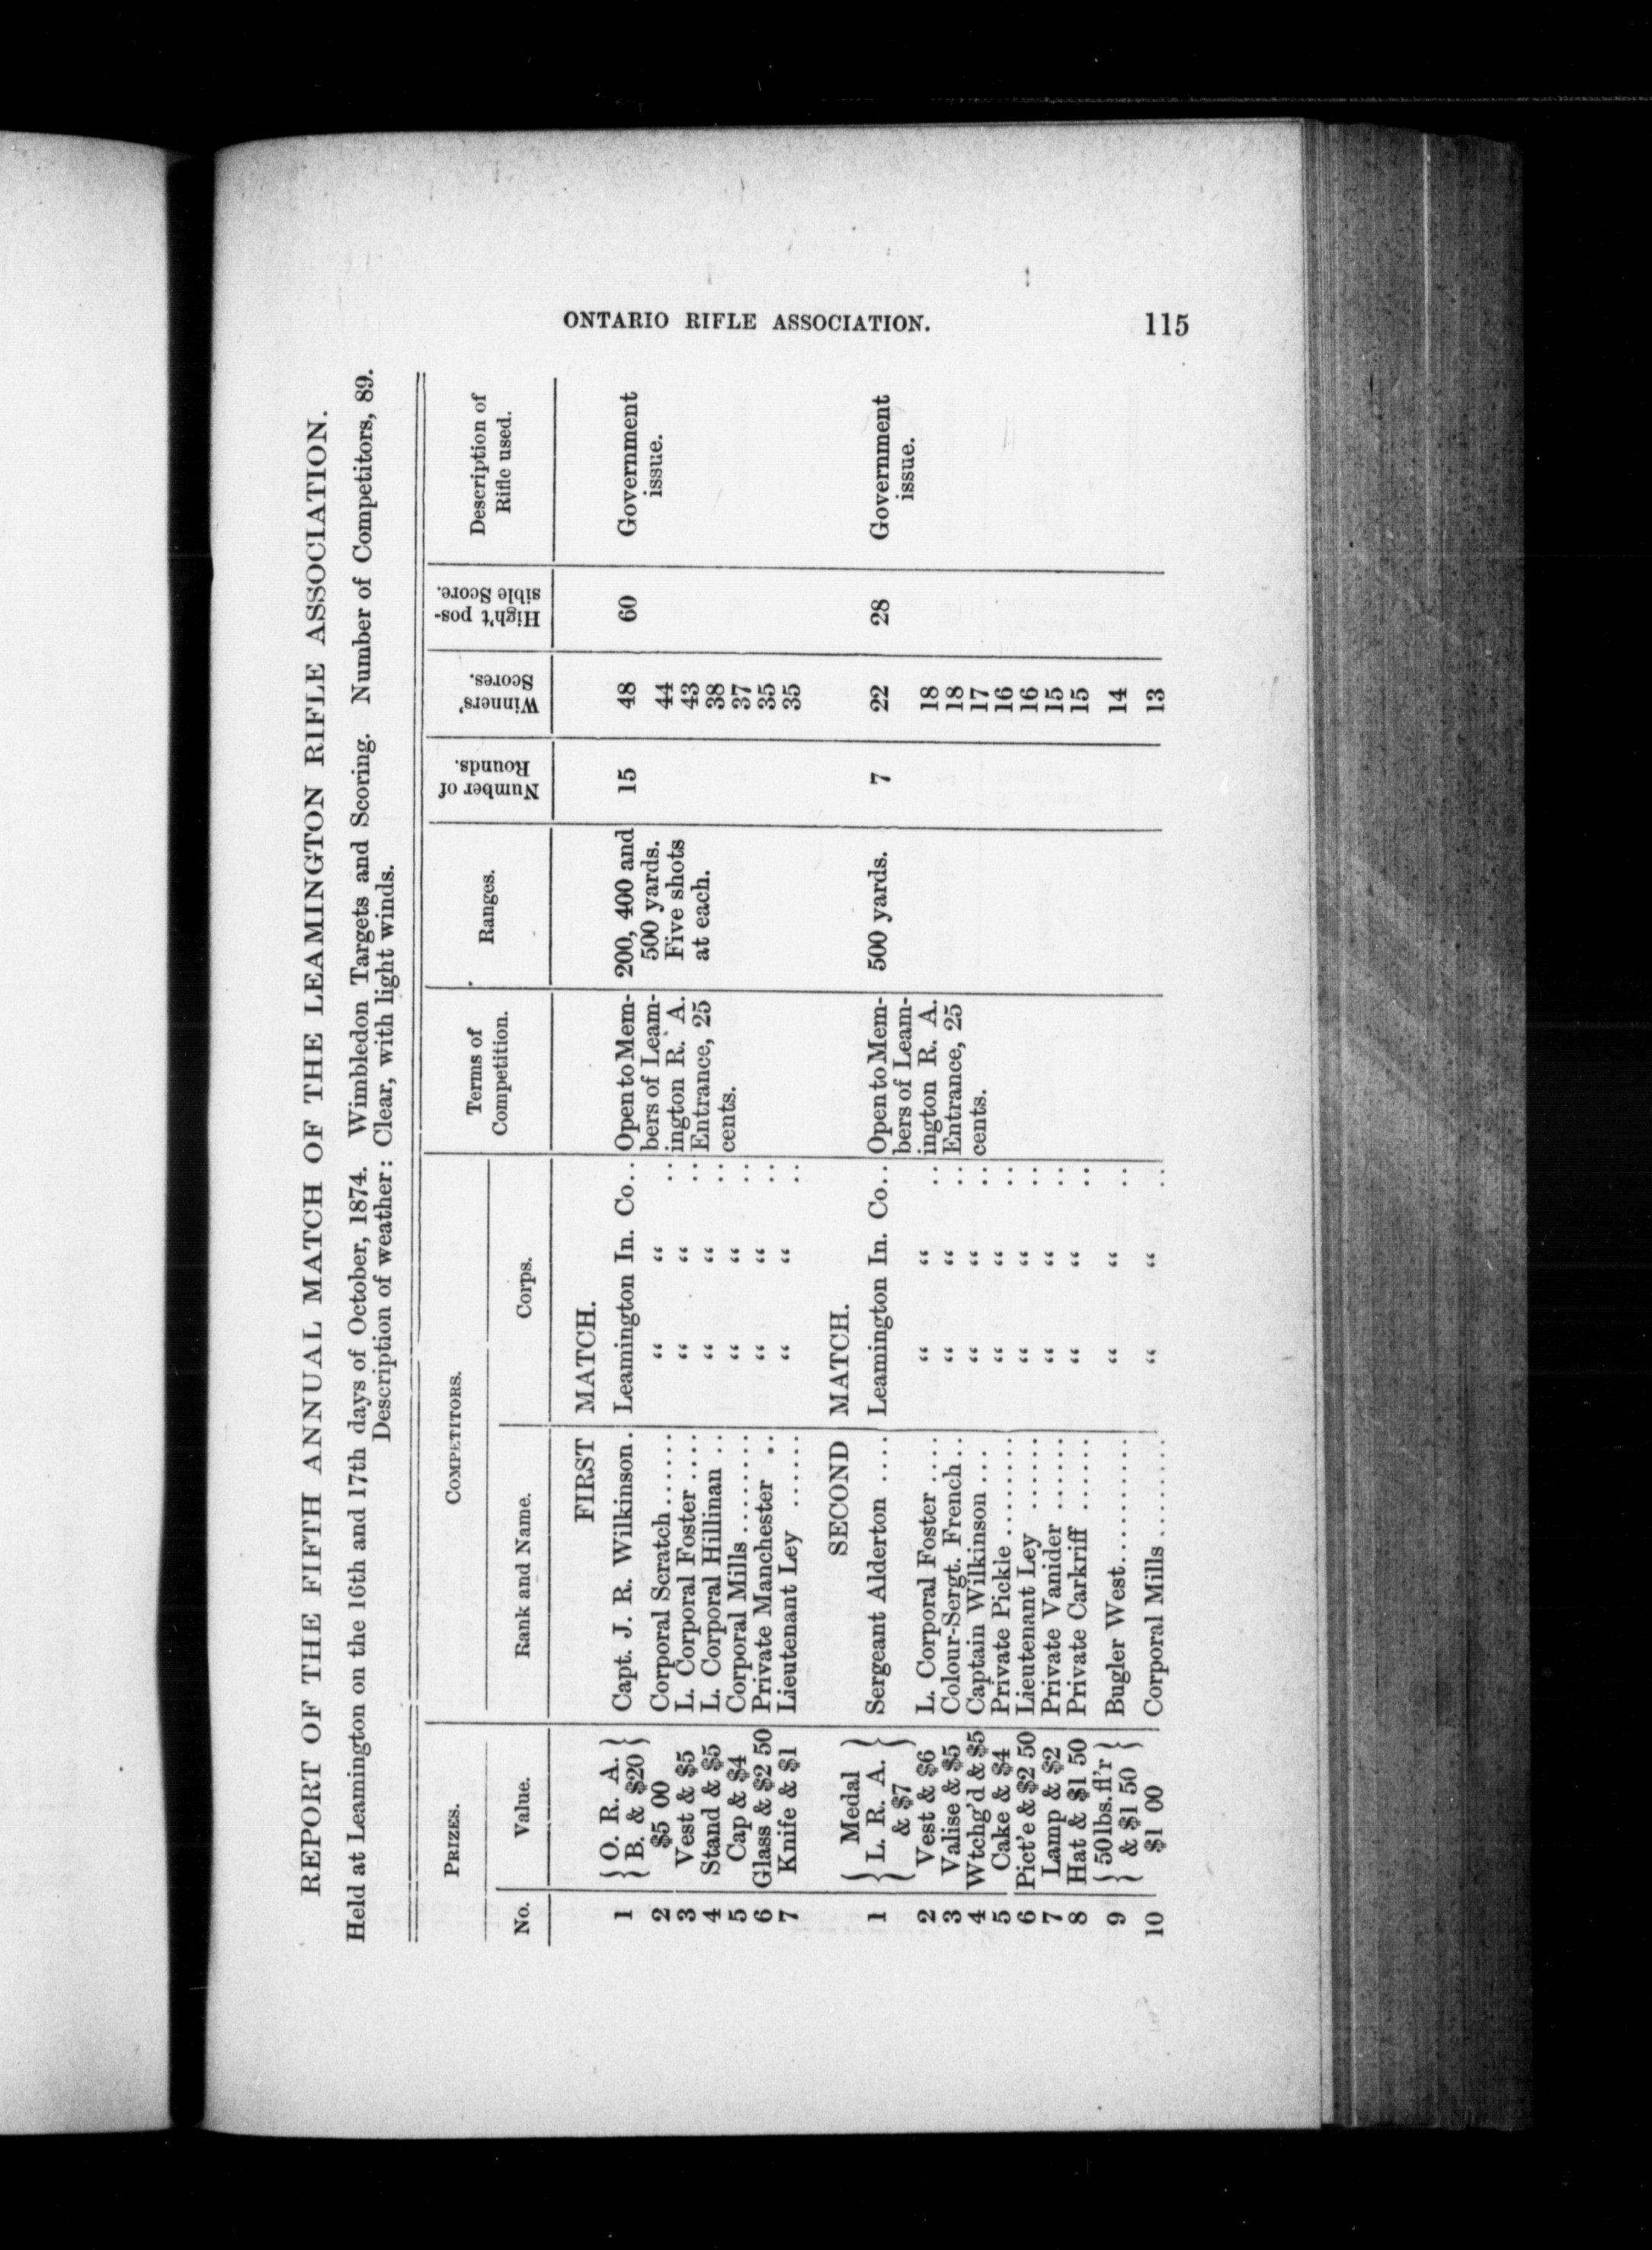 ONTARIO RIFLE ASSOCIATION. 115
REPORT OF THE FIFTH ANNUAL MATCH OF THE LEAMINGTON RIFLE ASSOCIATION.
Held at Leamington on the 16th and 17th days of October, 1874. Wimbledon Targets and Scoring. Number of Competitors, 89.
Description of weather: Clear, with light winds.
PRIZES. COMPETITORS. Terms of Competition. Ranges. Number of Rounds. Winners' Scores. High't pos-sible Score. Description of Rifle used.
No. Value. Rank and Name. Corps.
FIRST MATCH.
1 { O. R. A. B. & $20 } Capt. J. R. Wilkinson. Leamington In. Co.. Open to Mem- 200, 400 and 15 48 60 Government
2 $5 00 Corporal Scratch...... “ “ .. bers of Leam- 500 yards. 44 issue.
3 Vest & $5 L. Corporal Foster .... “ “ .. ington R. A. Five shots 43
4 Stand & $5 L. Corporal Hillinan .. “ “ .. Entrance, 25 at each. 38
5 Cap & $4 Corporal Mills........ “ “ .. cents. 37
6 Glass & $2 50 Private Manchester .. “ “ .. 35
7 Knife & $1 Lieutenant Ley ...... “ “ .. 35
SECOND MATCH.
1 { Medal L. R. A. & $7 } Sergeant Alderton .... Leamington In. Co.. Open to Mem- 500 yards. 7 22 28 Government
bers of Leam- issue.
2 Vest & $6 L. Corporal Foster .... “ “ .. ington R. A. 18
3 Valise & $5 Colour-Sergt. French .. “ “ .. Entrance, 25 18
4 Wtchg'd & $5 Captain Wilkinson ... “ “ .. cents. 17
5 Cake & $4 Private Pickle ......... “ “ .. 16
6 Pict'e & $2 50 Lieutenant Ley ....... “ “ .. 16
7 Lamp & $2 Private Vanider ...... “ “ .. 15
8 Hat & $1 50 Private Carkriff ...... “ “ .. 15
9 { 50lbs. fl'r & $1 50 } Bugler West.......... “ “ .. 14
10 $1 00 Corporal Mills........ “ “ .. 13